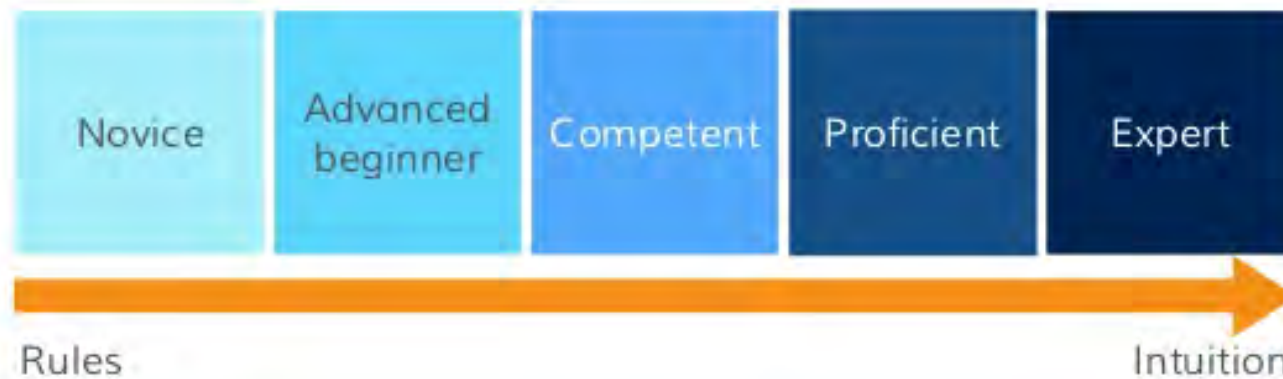 Novice
Advanced
beginner
Competent
Proficient
Expert
Rules
Intuition